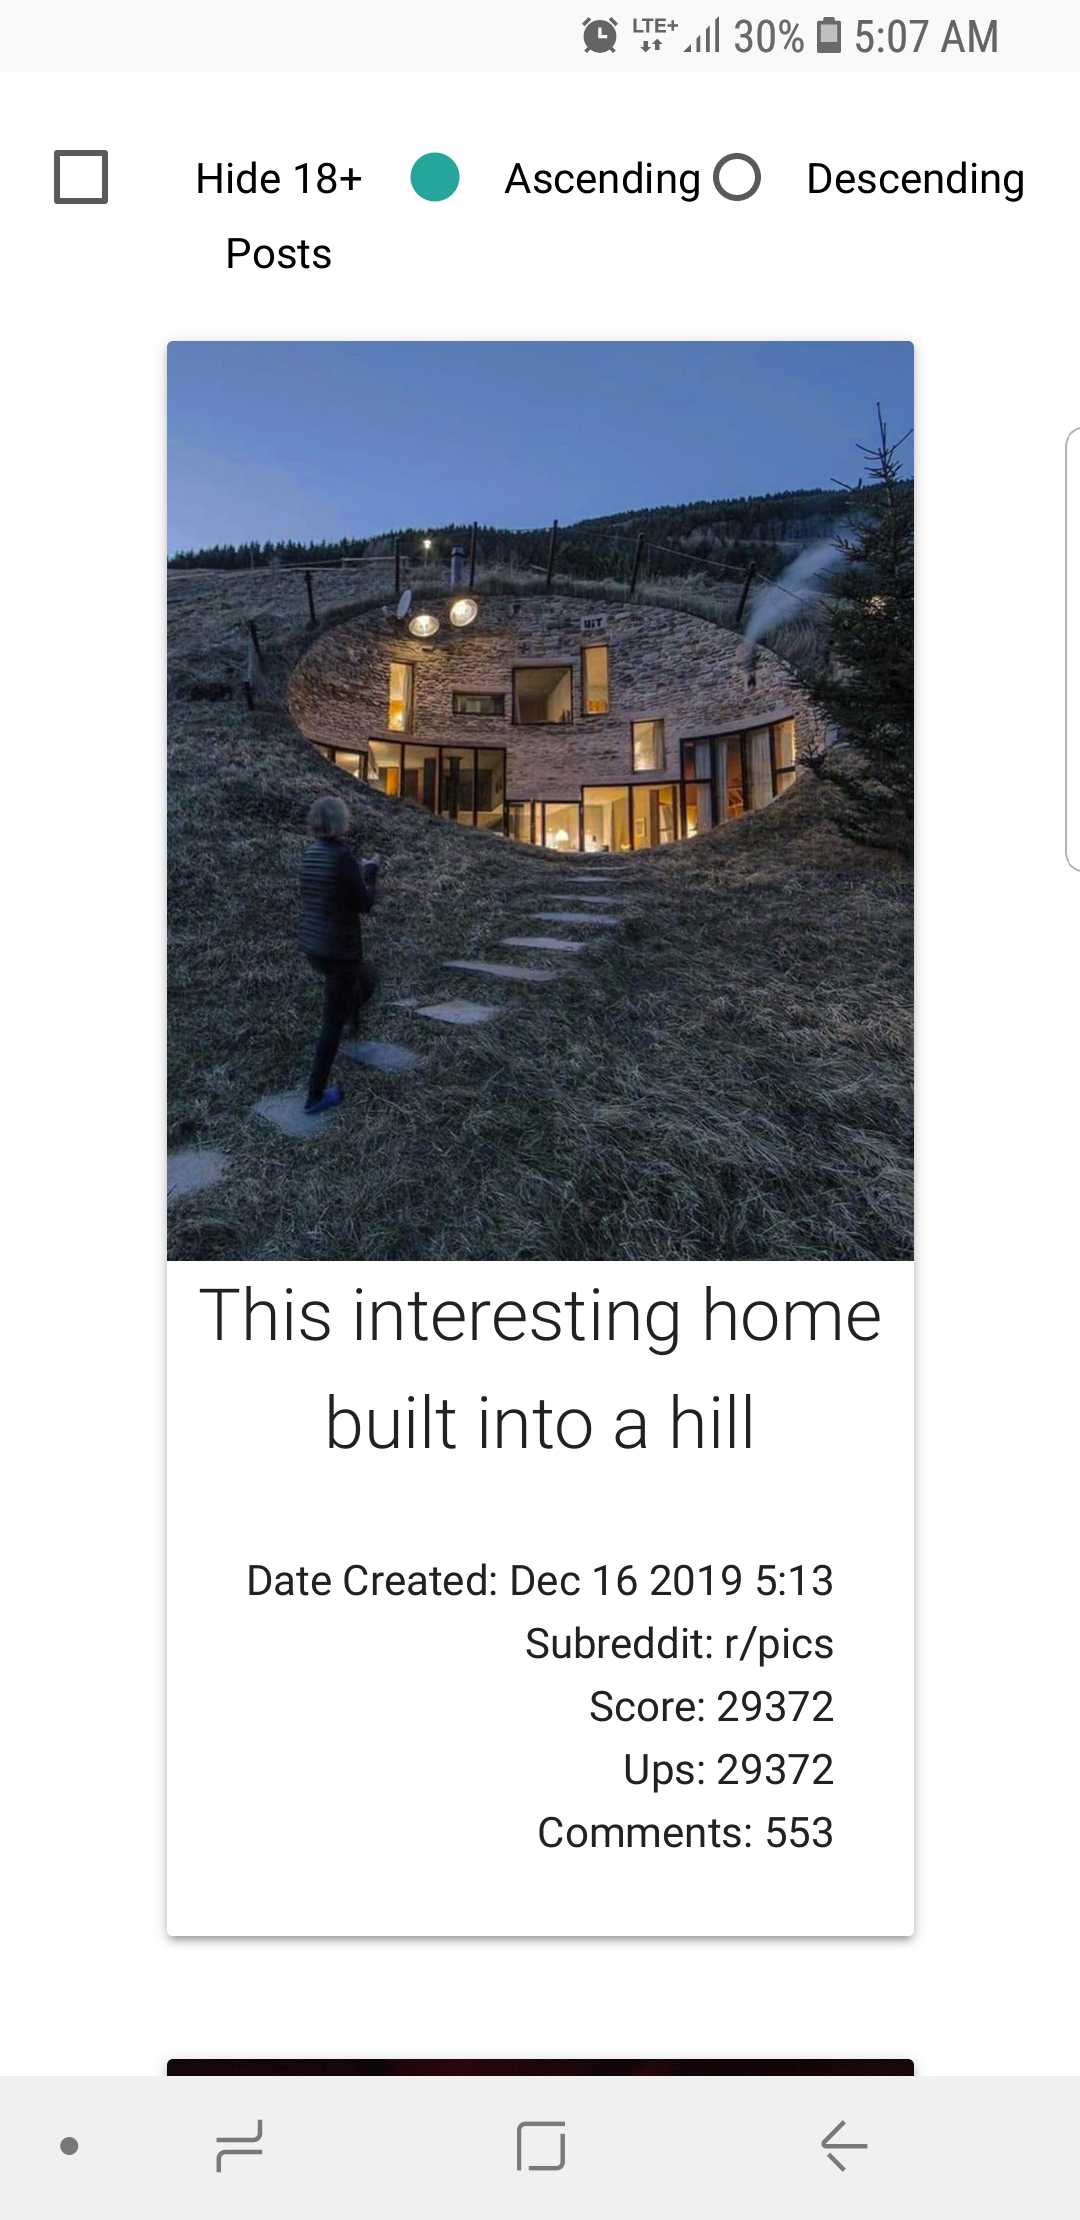 LTE+ 30% 5:07 AM
Hide 18+ Ascending Descending
Posts
UIT
This interesting home
built into a hill
Date Created: Dec 16 2019 5:13
Subreddit: r/pics
Score: 29372
Ups: 29372
Comments: 553